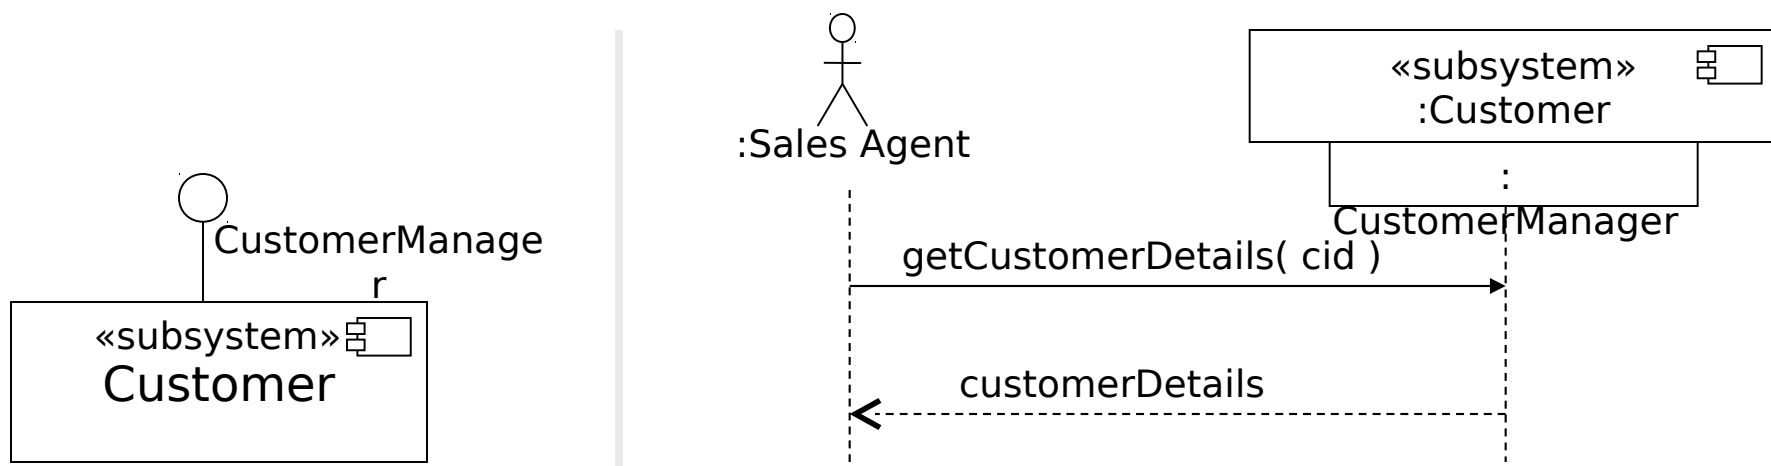 CustomerManage
r
«subsystem»
Customer
:Sales Agent
«subsystem»
:Customer
:
CustomerManager
getCustomerDetails( cid )
customerDetails